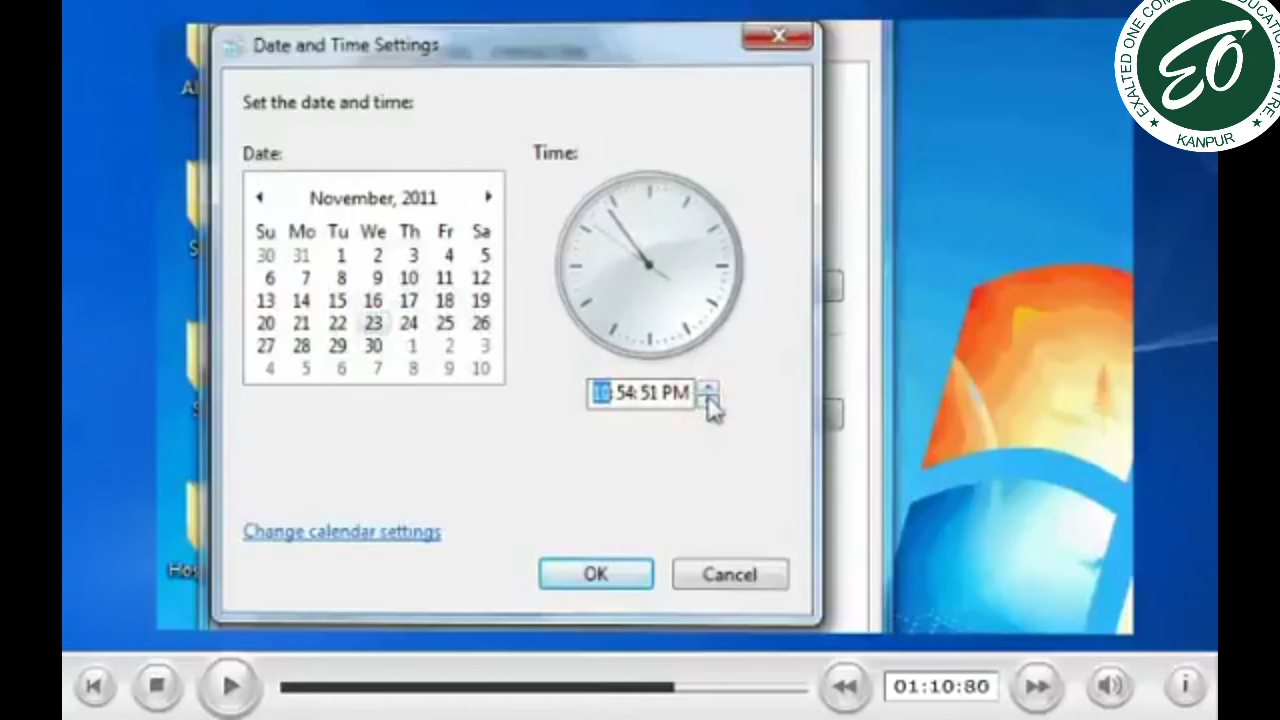 Date and Time Settings
Set the date and time:
Date:
Time:
November, 2011
Su Mo Tu We Th Fr Sa
30 31 1 2 3 4 5
6 7 8 9 10 11 12
13 14 15 16 17 18 19
20 21 22 23 24 25 26
27 28 29 30 1 2 3
4 5 6 7 8 9 10
:54:51 PM
Change calendar settings
OK Cancel
01:10:80
EXALTED ONE
EO
KANPUR